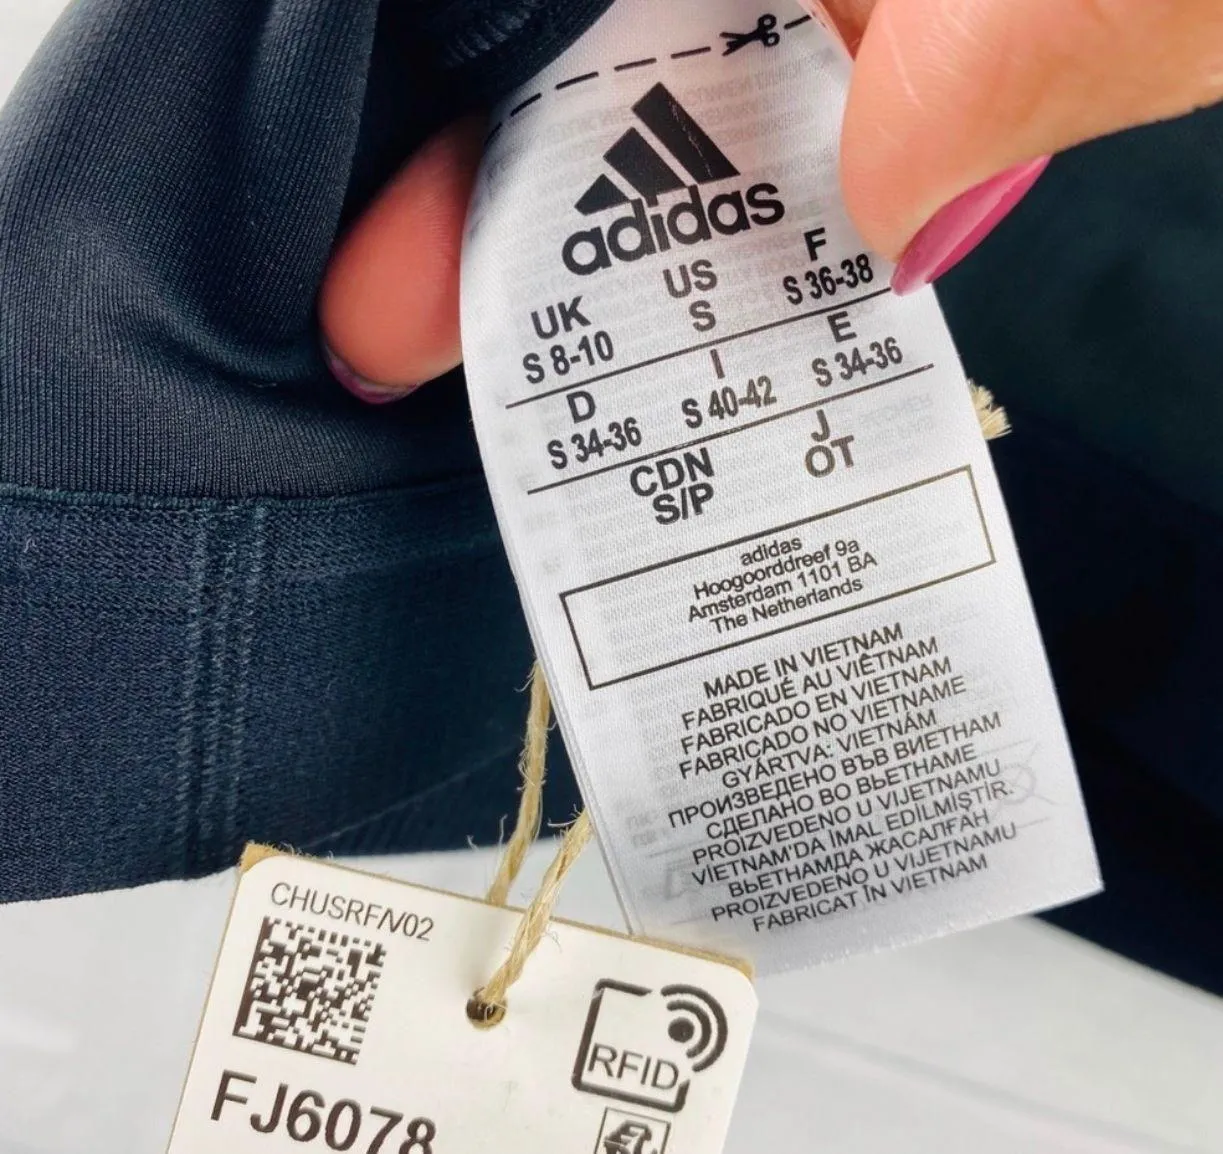 adidas
UK US F
S 8-10 S S 36-38
D I E
S 34-36 S 40-42 S 34-36
CDN J
S/P OT
adidas
Hoogoorddreef 9a
Amsterdam 1101 BA
The Netherlands
MADE IN VIETNAM
FABRIQUÉ AU VIÊTNAM
FABRICADO EN VIETNAM
FABRICADO NO VIETNAME
GYÁRTVA: VIETNÁM
ПРОИЗВЕДЕНО ВЪВ ВИЕТНАМ
СДЕЛАНО ВО ВЬЕТНАМЕ
PROIZVEDENO U VIJETNAMU
VİETNAM'DA İMAL EDİLMİŞTİR.
ВЬЕТНАМДА ЖАСАЛҒАН
PROIZVEDENO U VIJETNAMU
FABRICAT ÎN VIETNAM
CHUSRF/V02
RFID
FJ6078